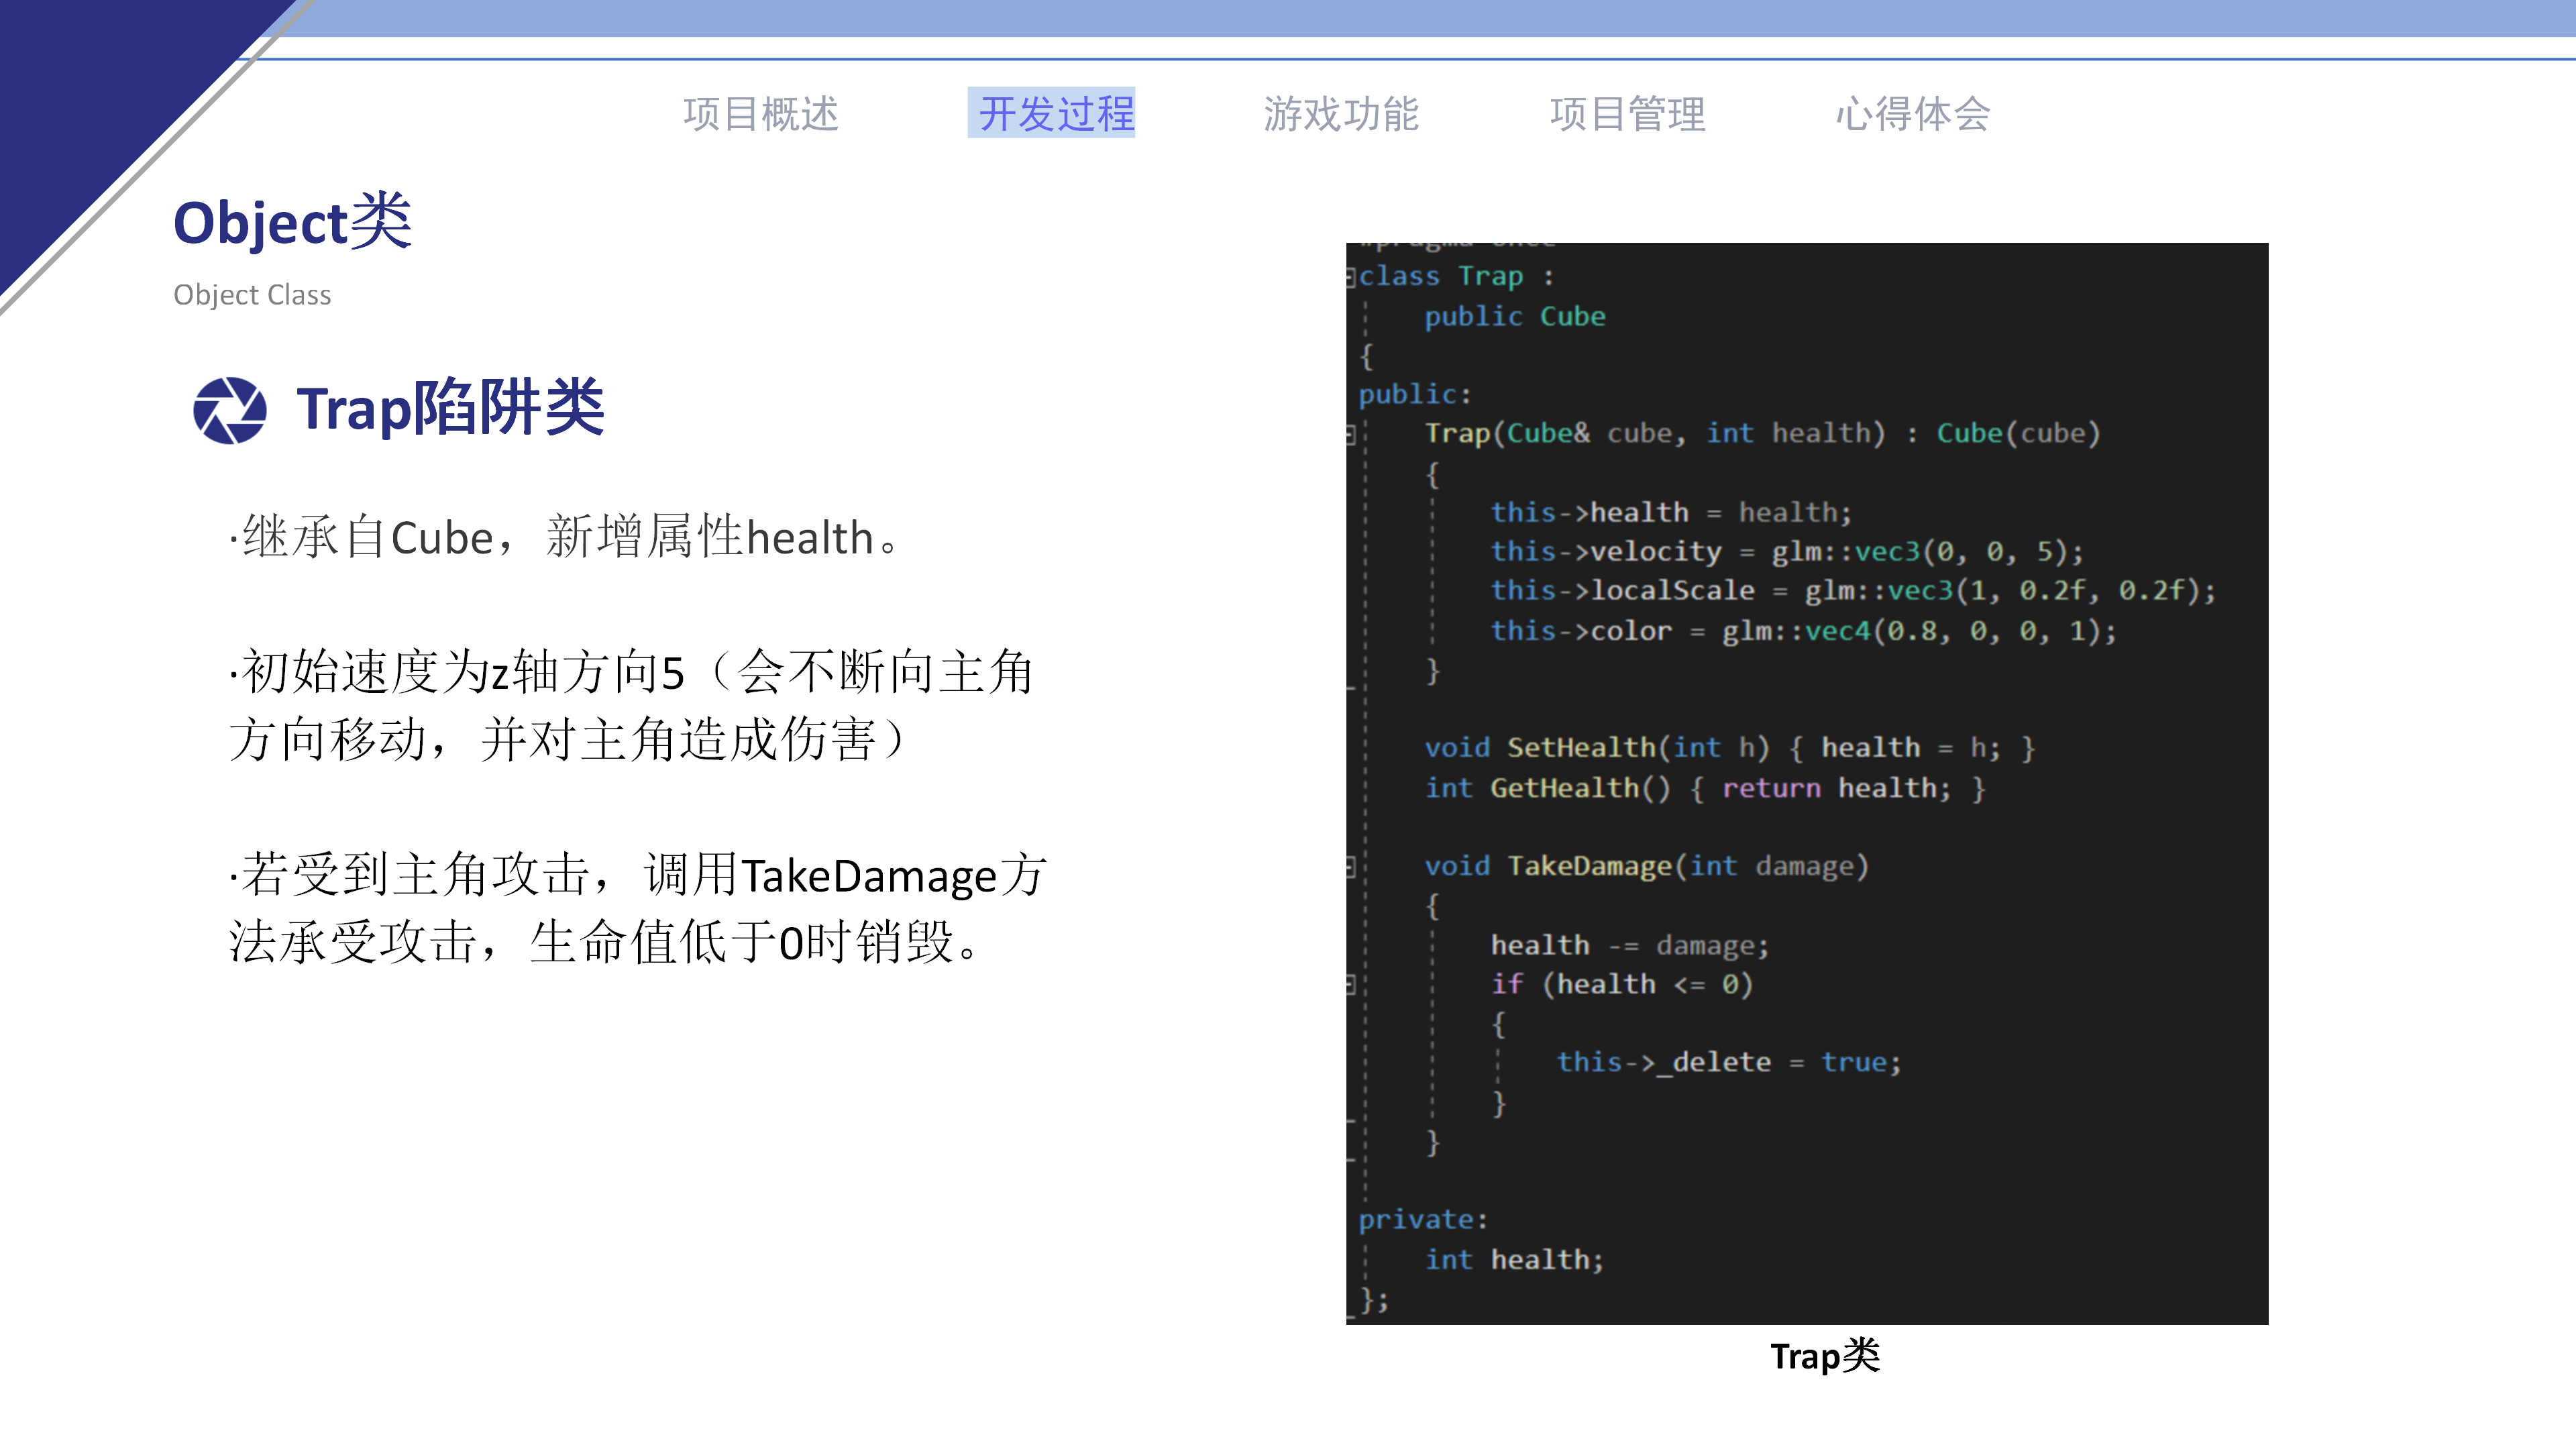 项目概述 开发过程 游戏功能 项目管理 心得体会
Object类
Object Class
Trap陷阱类
·继承自Cube，新增属性health。
·初始速度为z轴方向5（会不断向主角
方向移动，并对主角造成伤害）
·若受到主角攻击，调用TakeDamage方
法承受攻击，生命值低于0时销毁。
#pragma once
class Trap :
    public Cube
{
public:
    Trap(Cube& cube, int health) : Cube(cube)
    {
        this->health = health;
        this->velocity = glm::vec3(0, 0, 5);
        this->localScale = glm::vec3(1, 0.2f, 0.2f);
        this->color = glm::vec4(0.8, 0, 0, 1);
    }
    void SetHealth(int h) { health = h; }
    int GetHealth() { return health; }
    void TakeDamage(int damage)
    {
        health -= damage;
        if (health <= 0)
        {
            this->_delete = true;
        }
    }
private:
    int health;
};
Trap类